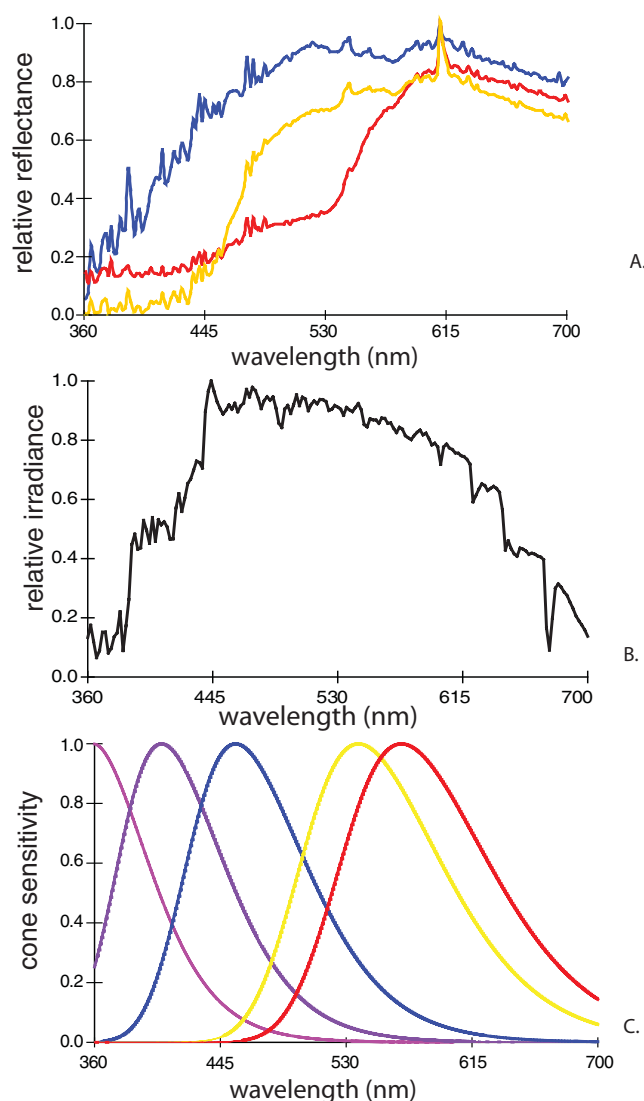 relative reflectance
1.0
0.8
0.6
0.4
0.2
0.0
360 445 530 615 700
wavelength (nm)
A.
relative irradiance
1.0
0.8
0.6
0.4
0.2
0.0
360 445 530 615 700
wavelength (nm)
B.
cone sensitivity
1.0
0.8
0.6
0.4
0.2
0.0
360 445 530 615 700
wavelength (nm)
C.